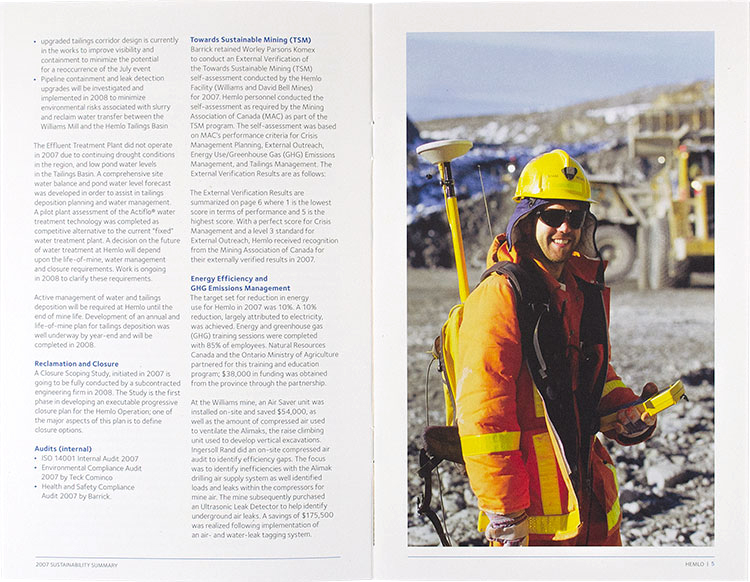 • upgraded tailings corridor design is currently
in the works to improve visibility and
containment to minimize the potential
for a reoccurrence of the July event
• Pipeline containment and leak detection
upgrades will be investigated and
implemented in 2008 to minimize
environmental risks associated with slurry
and reclaim water transfer between the
Williams Mill and the Hemlo Tailings Basin
The Effluent Treatment Plant did not operate
in 2007 due to continuing drought conditions
in the region, and low pond water levels
in the Tailings Basin. A comprehensive site
water balance and pond water level forecast
was developed in order to assist in tailings
deposition planning and water management.
A pilot plant assessment of the Actiflo® water
treatment technology was completed as
competitive alternative to the current "fixed"
water treatment plant. A decision on the future
of water treatment at Hemlo will depend
upon the life-of-mine, water management
and closure requirements. Work is ongoing
in 2008 to clarify these requirements.
Active management of water and tailings
deposition will be required at Hemlo until the
end of mine life. Development of an annual and
life-of-mine plan for tailings deposition was
well underway by year-end and will be
completed in 2008.
Reclamation and Closure
A Closure Scoping Study, initiated in 2007 is
going to be fully conducted by a subcontracted
engineering firm in 2008. The Study is the first
phase in developing an executable progressive
closure plan for the Hemlo Operation; one of
the major aspects of this plan is to define
closure options.
Audits (internal)
• ISO 14001 Internal Audit 2007
• Environmental Compliance Audit
2007 by Teck Cominco
• Health and Safety Compliance
Audit 2007 by Barrick.
2007 SUSTAINABILITY SUMMARY
Towards Sustainable Mining (TSM)
Barrick retained Worley Parsons Komex
to conduct an External Verification of
the Towards Sustainable Mining (TSM)
self-assessment conducted by the Hemlo
Facility (Williams and David Bell Mines)
for 2007. Hemlo personnel conducted the
self-assessment as required by the Mining
Association of Canada (MAC) as part of the
TSM program. The self-assessment was based
on MAC's performance criteria for Crisis
Management Planning, External Outreach,
Energy Use/Greenhouse Gas (GHG) Emissions
Management, and Tailings Management. The
External Verification Results are as follows:
The External Verification Results are
summarized on page 6 where 1 is the lowest
score in terms of performance and 5 is the
highest score. With a perfect score for Crisis
Management and a level 3 standard for
External Outreach, Hemlo received recognition
from the Mining Association of Canada for
their externally verified results in 2007.
Energy Efficiency and
GHG Emissions Management
The target set for reduction in energy
use for Hemlo in 2007 was 10%. A 10%
reduction, largely attributed to electricity,
was achieved. Energy and greenhouse gas
(GHG) training sessions were completed
with 85% of employees. Natural Resources
Canada and the Ontario Ministry of Agriculture
partnered for this training and education
program; $38,000 in funding was obtained
from the province through the partnership.
At the Williams mine, an Air Saver unit was
installed on-site and saved $54,000, as
well as the amount of compressed air used
to ventilate the Alimaks, the raise climbing
unit used to develop vertical excavations.
Ingersoll Rand did an on-site compressed air
audit to identify efficiency gaps. The focus
was to identify inefficiencies with the Alimak
drilling air supply system as well identified
loads and leaks within the compressors for
mine air. The mine subsequently purchased
an Ultrasonic Leak Detector to help identify
underground air leaks. A savings of $175,500
was realized following implementation of
an air- and water-leak tagging system.
HEMLO | 5